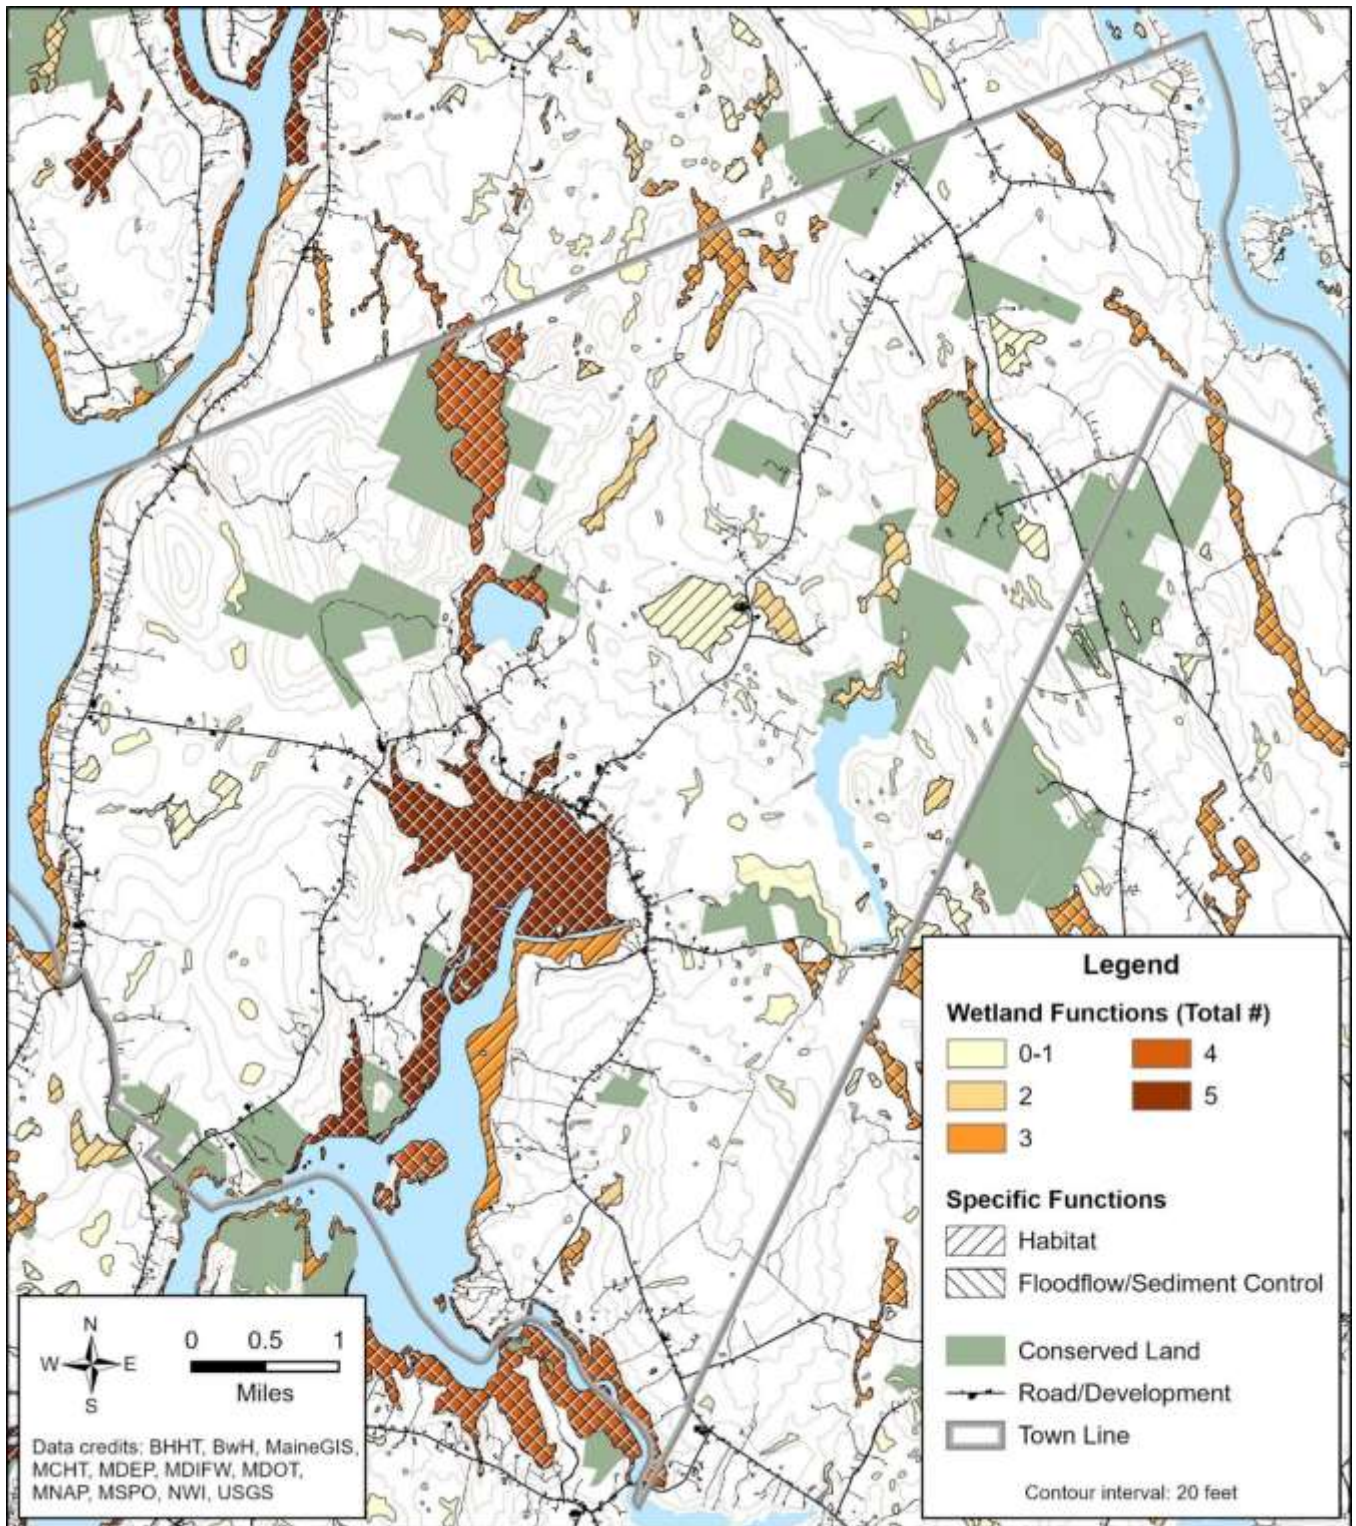 Legend
Wetland Functions (Total #)
0-1
4
2
5
3
Specific Functions
Habitat
Floodflow/Sediment Control
Conserved Land
Road/Development
Town Line
Contour interval: 20 feet
N
W E
S
0 0.5 1
Miles
Data credits: BHHT, BwH, MaineGIS,
MCHT, MDEP, MDIFW, MDOT,
MNAP, MSPO, NWI, USGS